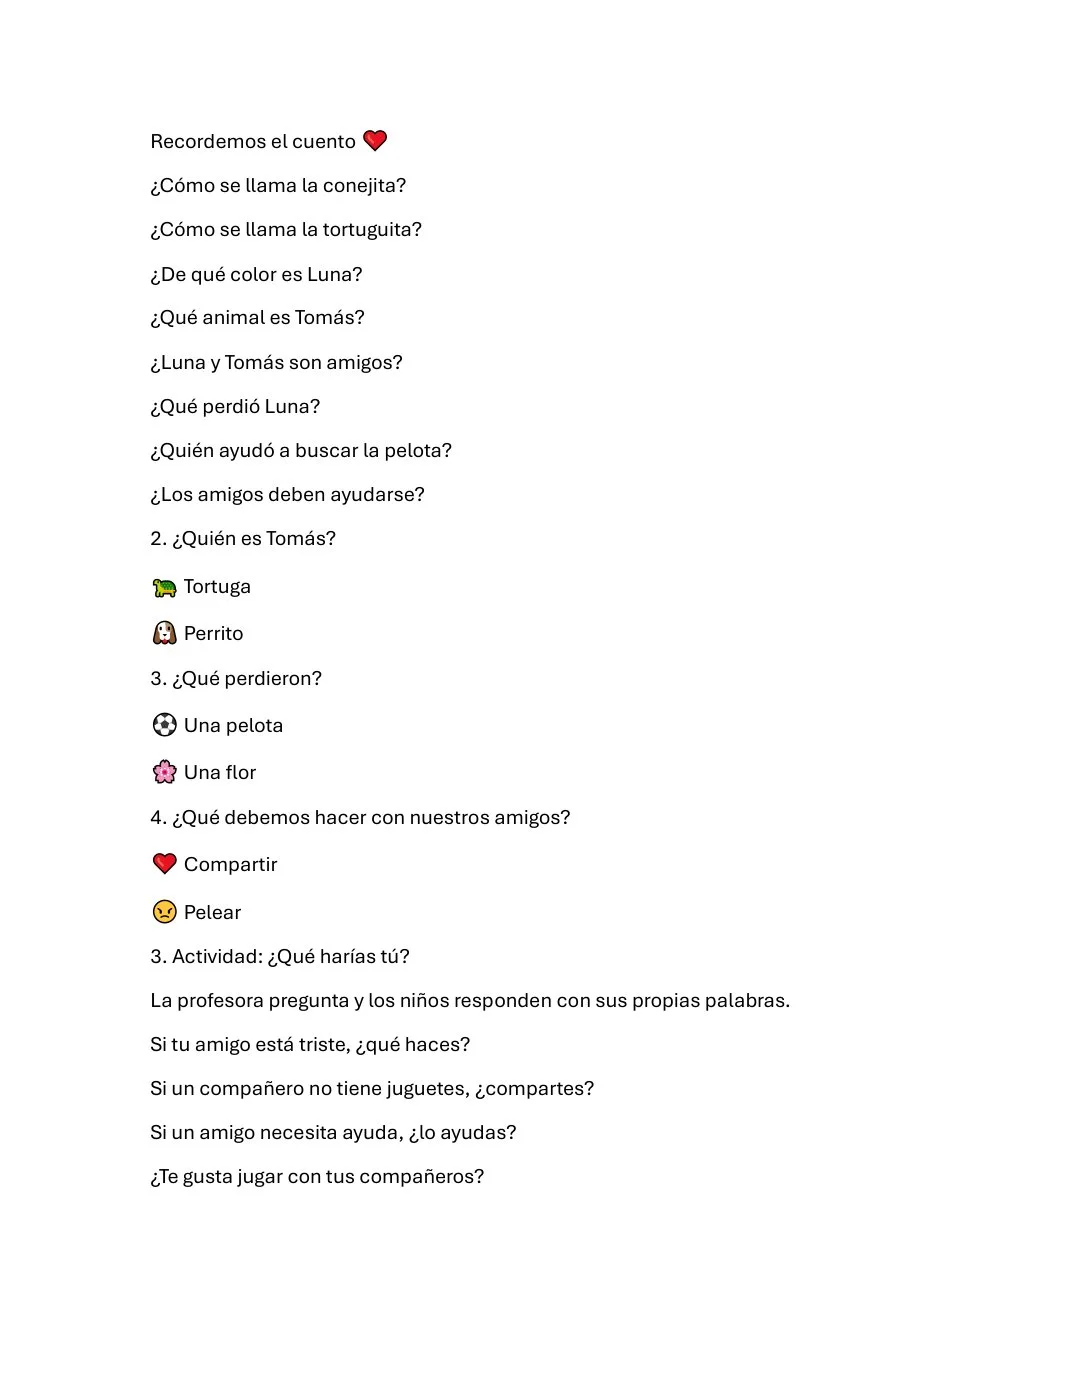 Recordemos el cuento ❤️
¿Cómo se llama la conejita?
¿Cómo se llama la tortuguita?
¿De qué color es Luna?
¿Qué animal es Tomás?
¿Luna y Tomás son amigos?
¿Qué perdió Luna?
¿Quién ayudó a buscar la pelota?
¿Los amigos deben ayudarse?
2. ¿Quién es Tomás?
🐢 Tortuga
🐶 Perrito
3. ¿Qué perdieron?
⚽ Una pelota
🌸 Una flor
4. ¿Qué debemos hacer con nuestros amigos?
❤️ Compartir
😠 Pelear
3. Actividad: ¿Qué harías tú?
La profesora pregunta y los niños responden con sus propias palabras.
Si tu amigo está triste, ¿qué haces?
Si un compañero no tiene juguetes, ¿compartes?
Si un amigo necesita ayuda, ¿lo ayudas?
¿Te gusta jugar con tus compañeros?